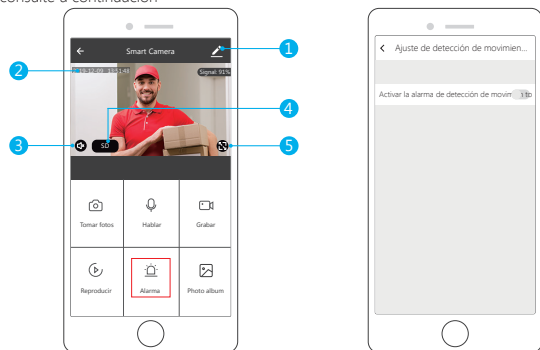 consulte a continuación
Smart Camera
1
2
Signal: 91%
3
SD
4
5
Tomar fotos
Hablar
Grabar
Reproducir
Alarma
Photo album
Ajuste de detección de movimien...
Activar la alarma de detección de movim